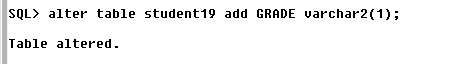 SQL> alter table student19 add GRADE varchar2(1);
Table altered.